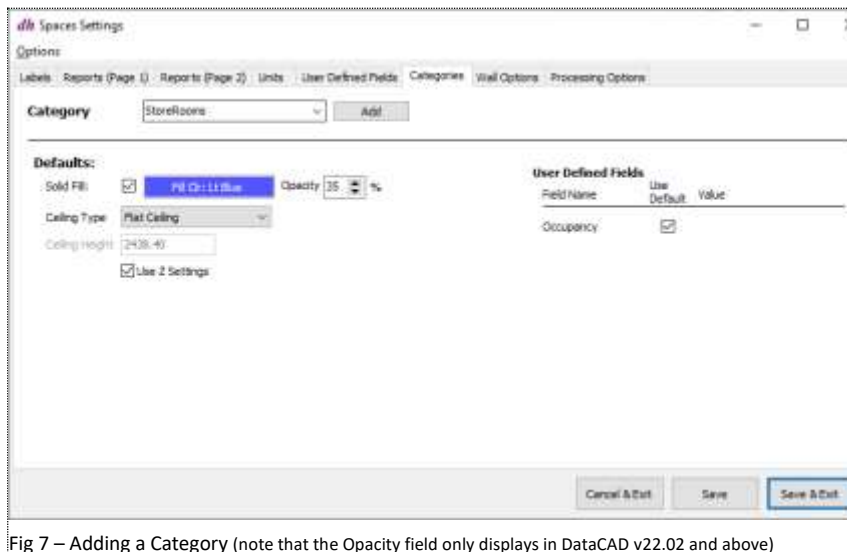 dh Spaces Settings
Options
Labels Reports (Page 1) Reports (Page 2) Units User Defined Fields Categories Wall Options Processing Options
Category StoreRooms Add
Defaults:
Solid Fill: Fill Clr: Lt Blue Opacity 35 %
Ceiling Type Flat Ceiling
Ceiling Height 2438.40
Use Z Settings
User Defined Fields
Field Name Use Default Value
Occupancy
Cancel & Exit Save Save & Exit
Fig 7 – Adding a Category (note that the Opacity field only displays in DataCAD v22.02 and above)